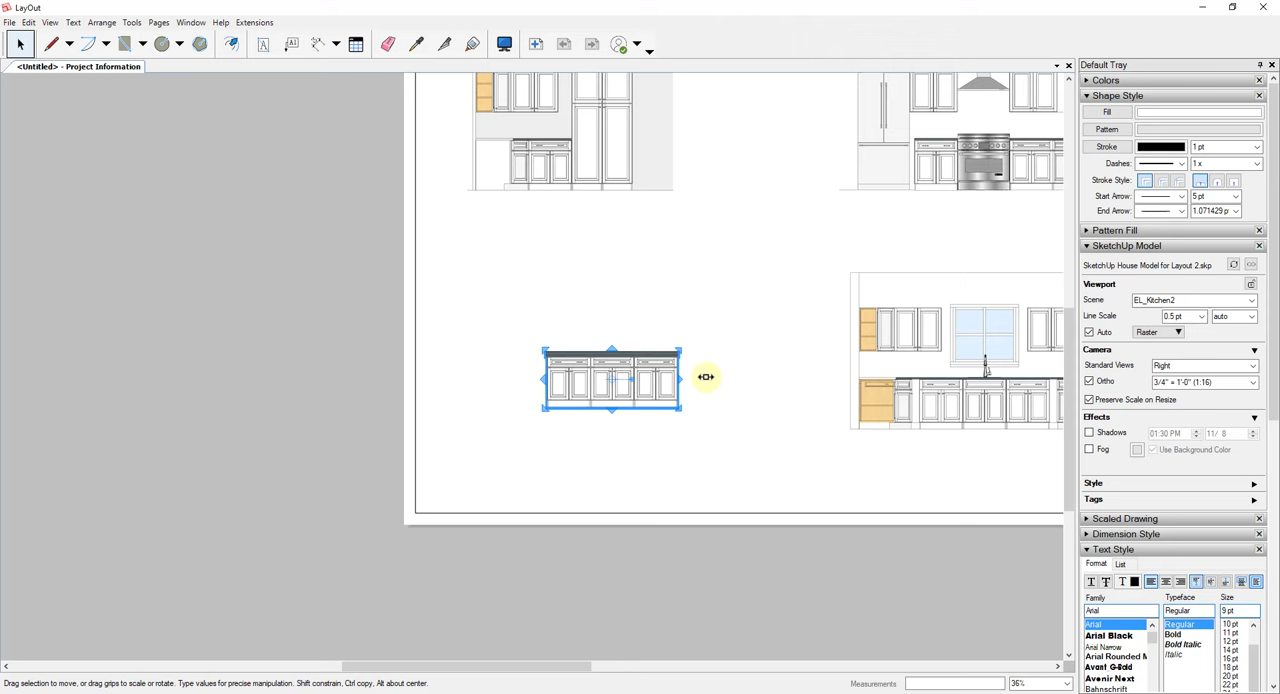 LayOut
File Edit View Text Arrange Tools Pages Window Help Extensions
<Untitled> - Project Information
Default Tray
Colors
Shape Style
Fill
Pattern
Stroke 1 pt
Dashes: 1 x
Stroke Style:
Start Arrow: 5 pt
End Arrow: 1.071429 p
Pattern Fill
SketchUp Model
SketchUp House Model for Layout 2.skp
Viewport
Scene EL_Kitchen2
Line Scale 0.5 pt auto
Auto Raster
Camera
Standard Views Right
Ortho 3/4" = 1'-0" (1:16)
Preserve Scale on Resize
Effects
Shadows 01:30 PM 11/ 8
Fog Use Background Color
Style
Tags
Scaled Drawing
Dimension Style
Text Style
Format List
Family Typeface Size
Arial Regular 9 pt
Arial Regular 10 pt
Arial Black Bold 11 pt
Arial Narrow Bold Italic 12 pt
Arial Rounded M Italic 14 pt
Avant G-Bold 16 pt
Avenir Next 18 pt
Bahnschrift 20 pt
22 pt
Drag selection to move, or drag grips to scale or rotate. Type values for precise manipulation. Shift constrain, Ctrl copy, Alt about center.
Measurements 36%